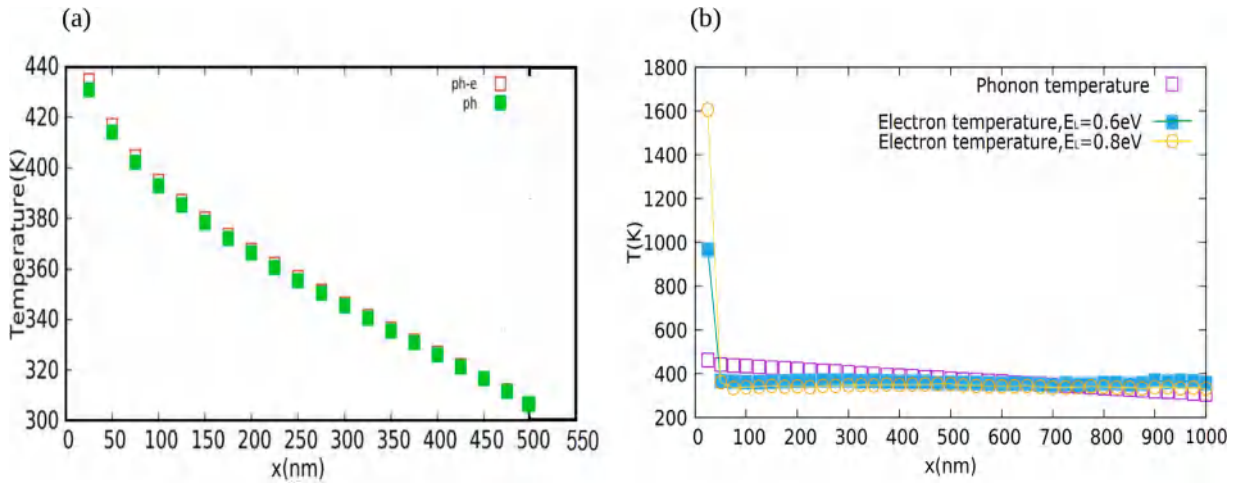 (a)
440
420
400
380
360
340
320
300
0 50 100 150 200 250 300 350 400 450 500 550
Temperature(K)
x(nm)
ph-e
ph
(b)
1800
1600
1400
1200
1000
800
600
400
200
0 100 200 300 400 500 600 700 800 900 1000
T(K)
x(nm)
Phonon temperature
Electron temperature,EL=0.6eV
Electron temperature,EL=0.8eV